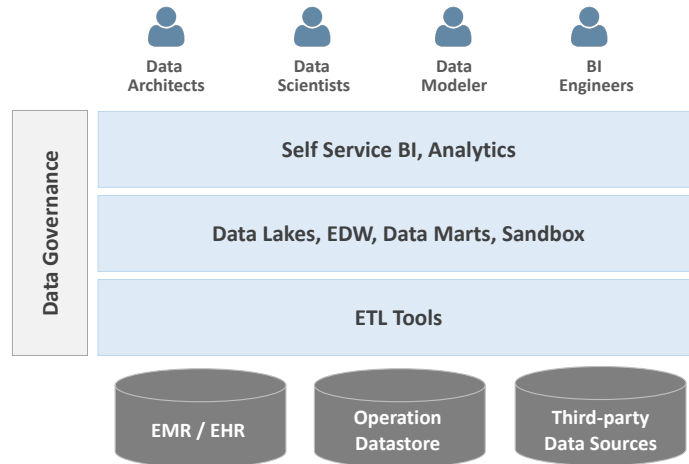 Data
Architects
Data
Scientists
Data
Modeler
BI
Engineers
Data Governance
Self Service BI, Analytics
Data Lakes, EDW, Data Marts, Sandbox
ETL Tools
EMR / EHR
Operation
Datastore
Third-party
Data Sources